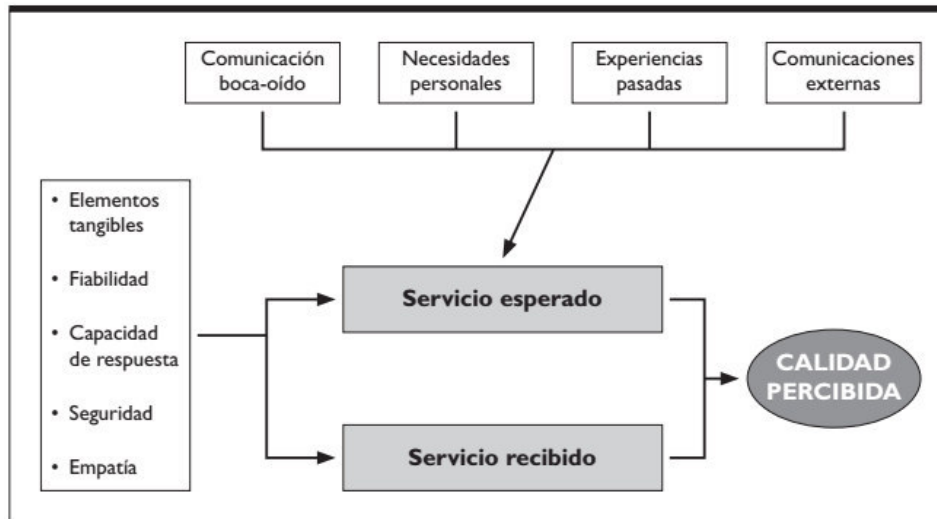 Comunicación
boca-oído
Necesidades
personales
Experiencias
pasadas
Comunicaciones
externas
• Elementos
tangibles
• Fiabilidad
• Capacidad
de respuesta
• Seguridad
• Empatía
Servicio esperado
Servicio recibido
CALIDAD
PERCIBIDA